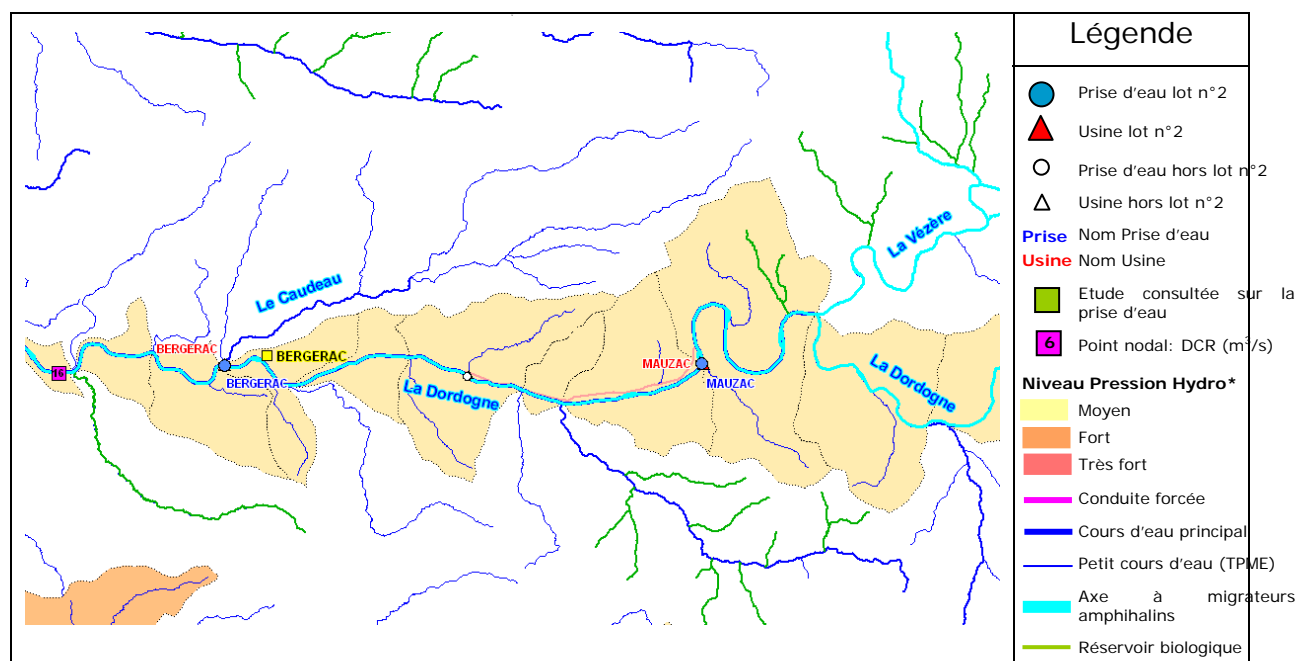 Légende
Prise d'eau lot n°2
Usine lot n°2
Prise d'eau hors lot n°2
Usine hors lot n°2
Prise Nom Prise d'eau
Usine Nom Usine
Etude consultée sur la
prise d'eau
6 Point nodal: DCR (m³/s)
Niveau Pression Hydro*
Moyen
Fort
Très fort
Conduite forcée
Cours d'eau principal
Petit cours d'eau (TPME)
Axe à migrateurs
amphihalins
Réservoir biologique
La Vézère
Le Caudeau
BERGERAC
BERGERAC
BERGERAC
16
La Dordogne
MAUZAC
MAUZAC
La Dordogne